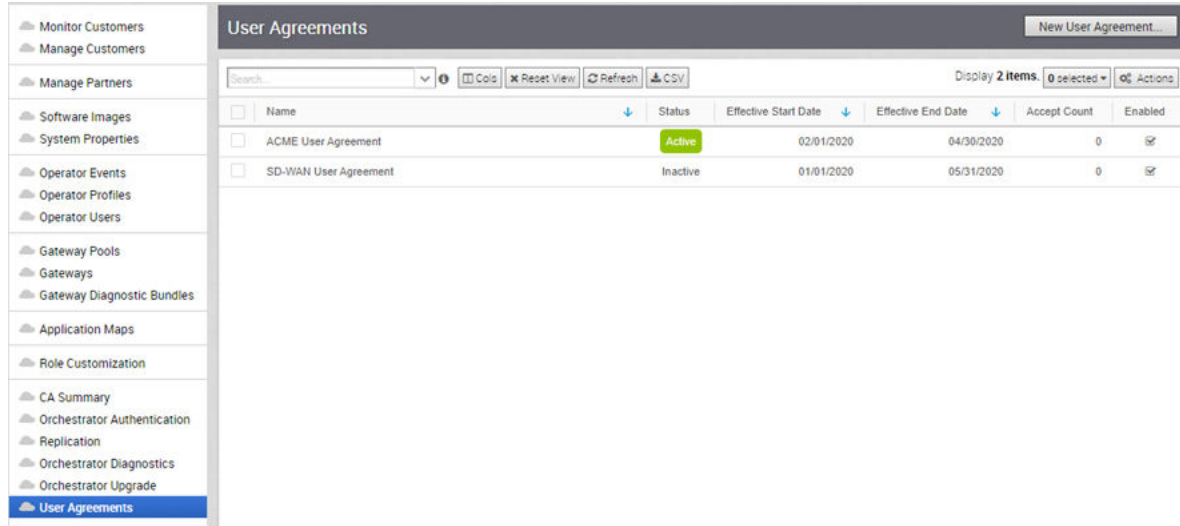 Monitor Customers
Manage Customers
Manage Partners
Software Images
System Properties
Operator Events
Operator Profiles
Operator Users
Gateway Pools
Gateways
Gateway Diagnostic Bundles
Application Maps
Role Customization
CA Summary
Orchestrator Authentication
Replication
Orchestrator Diagnostics
Orchestrator Upgrade
User Agreements
User Agreements New User Agreement...
Search... Cols Reset View Refresh CSV Display 2 items. 0 selected Actions
Name Status Effective Start Date Effective End Date Accept Count Enabled
ACME User Agreement Active 02/01/2020 04/30/2020 0
SD-WAN User Agreement Inactive 01/01/2020 05/31/2020 0